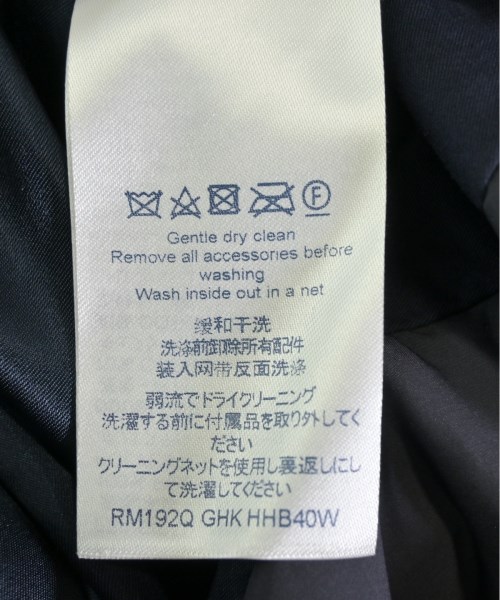 F
Gentle dry clean
Remove all accessories before
washing
Wash inside out in a net
缓和干洗
洗涤前卸除所有配件
装入网带反面洗涤
弱流でドライクリーニング
洗濯する前に付属品を取り外してく
ださい
クリーニングネットを使用し裏返しにし
て洗濯してください
RM192Q GHK HHB40W